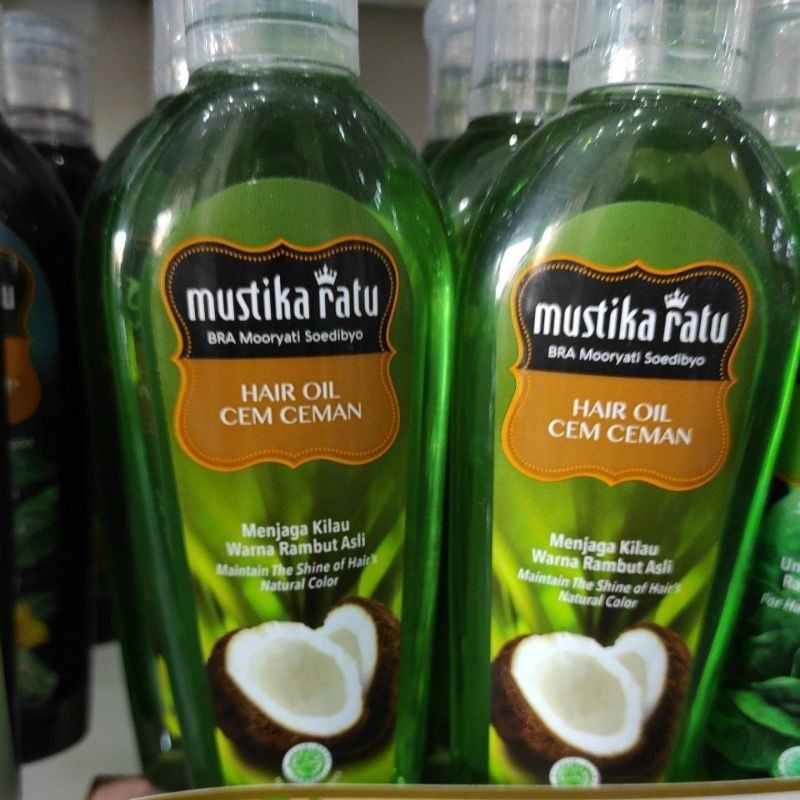 mustika ratu
BRA Mooryati Soedibyo
HAIR OIL
CEM CEMAN
Menjaga Kilau
Warna Rambut Asli
Maintain The Shine of Hair's
Natural Color
mustika ratu
BRA Mooryati Soedibyo
HAIR OIL
CEM CEMAN
Menjaga Kilau
Warna Rambut Asli
Maintain The Shine of Hair's
Natural Color
For